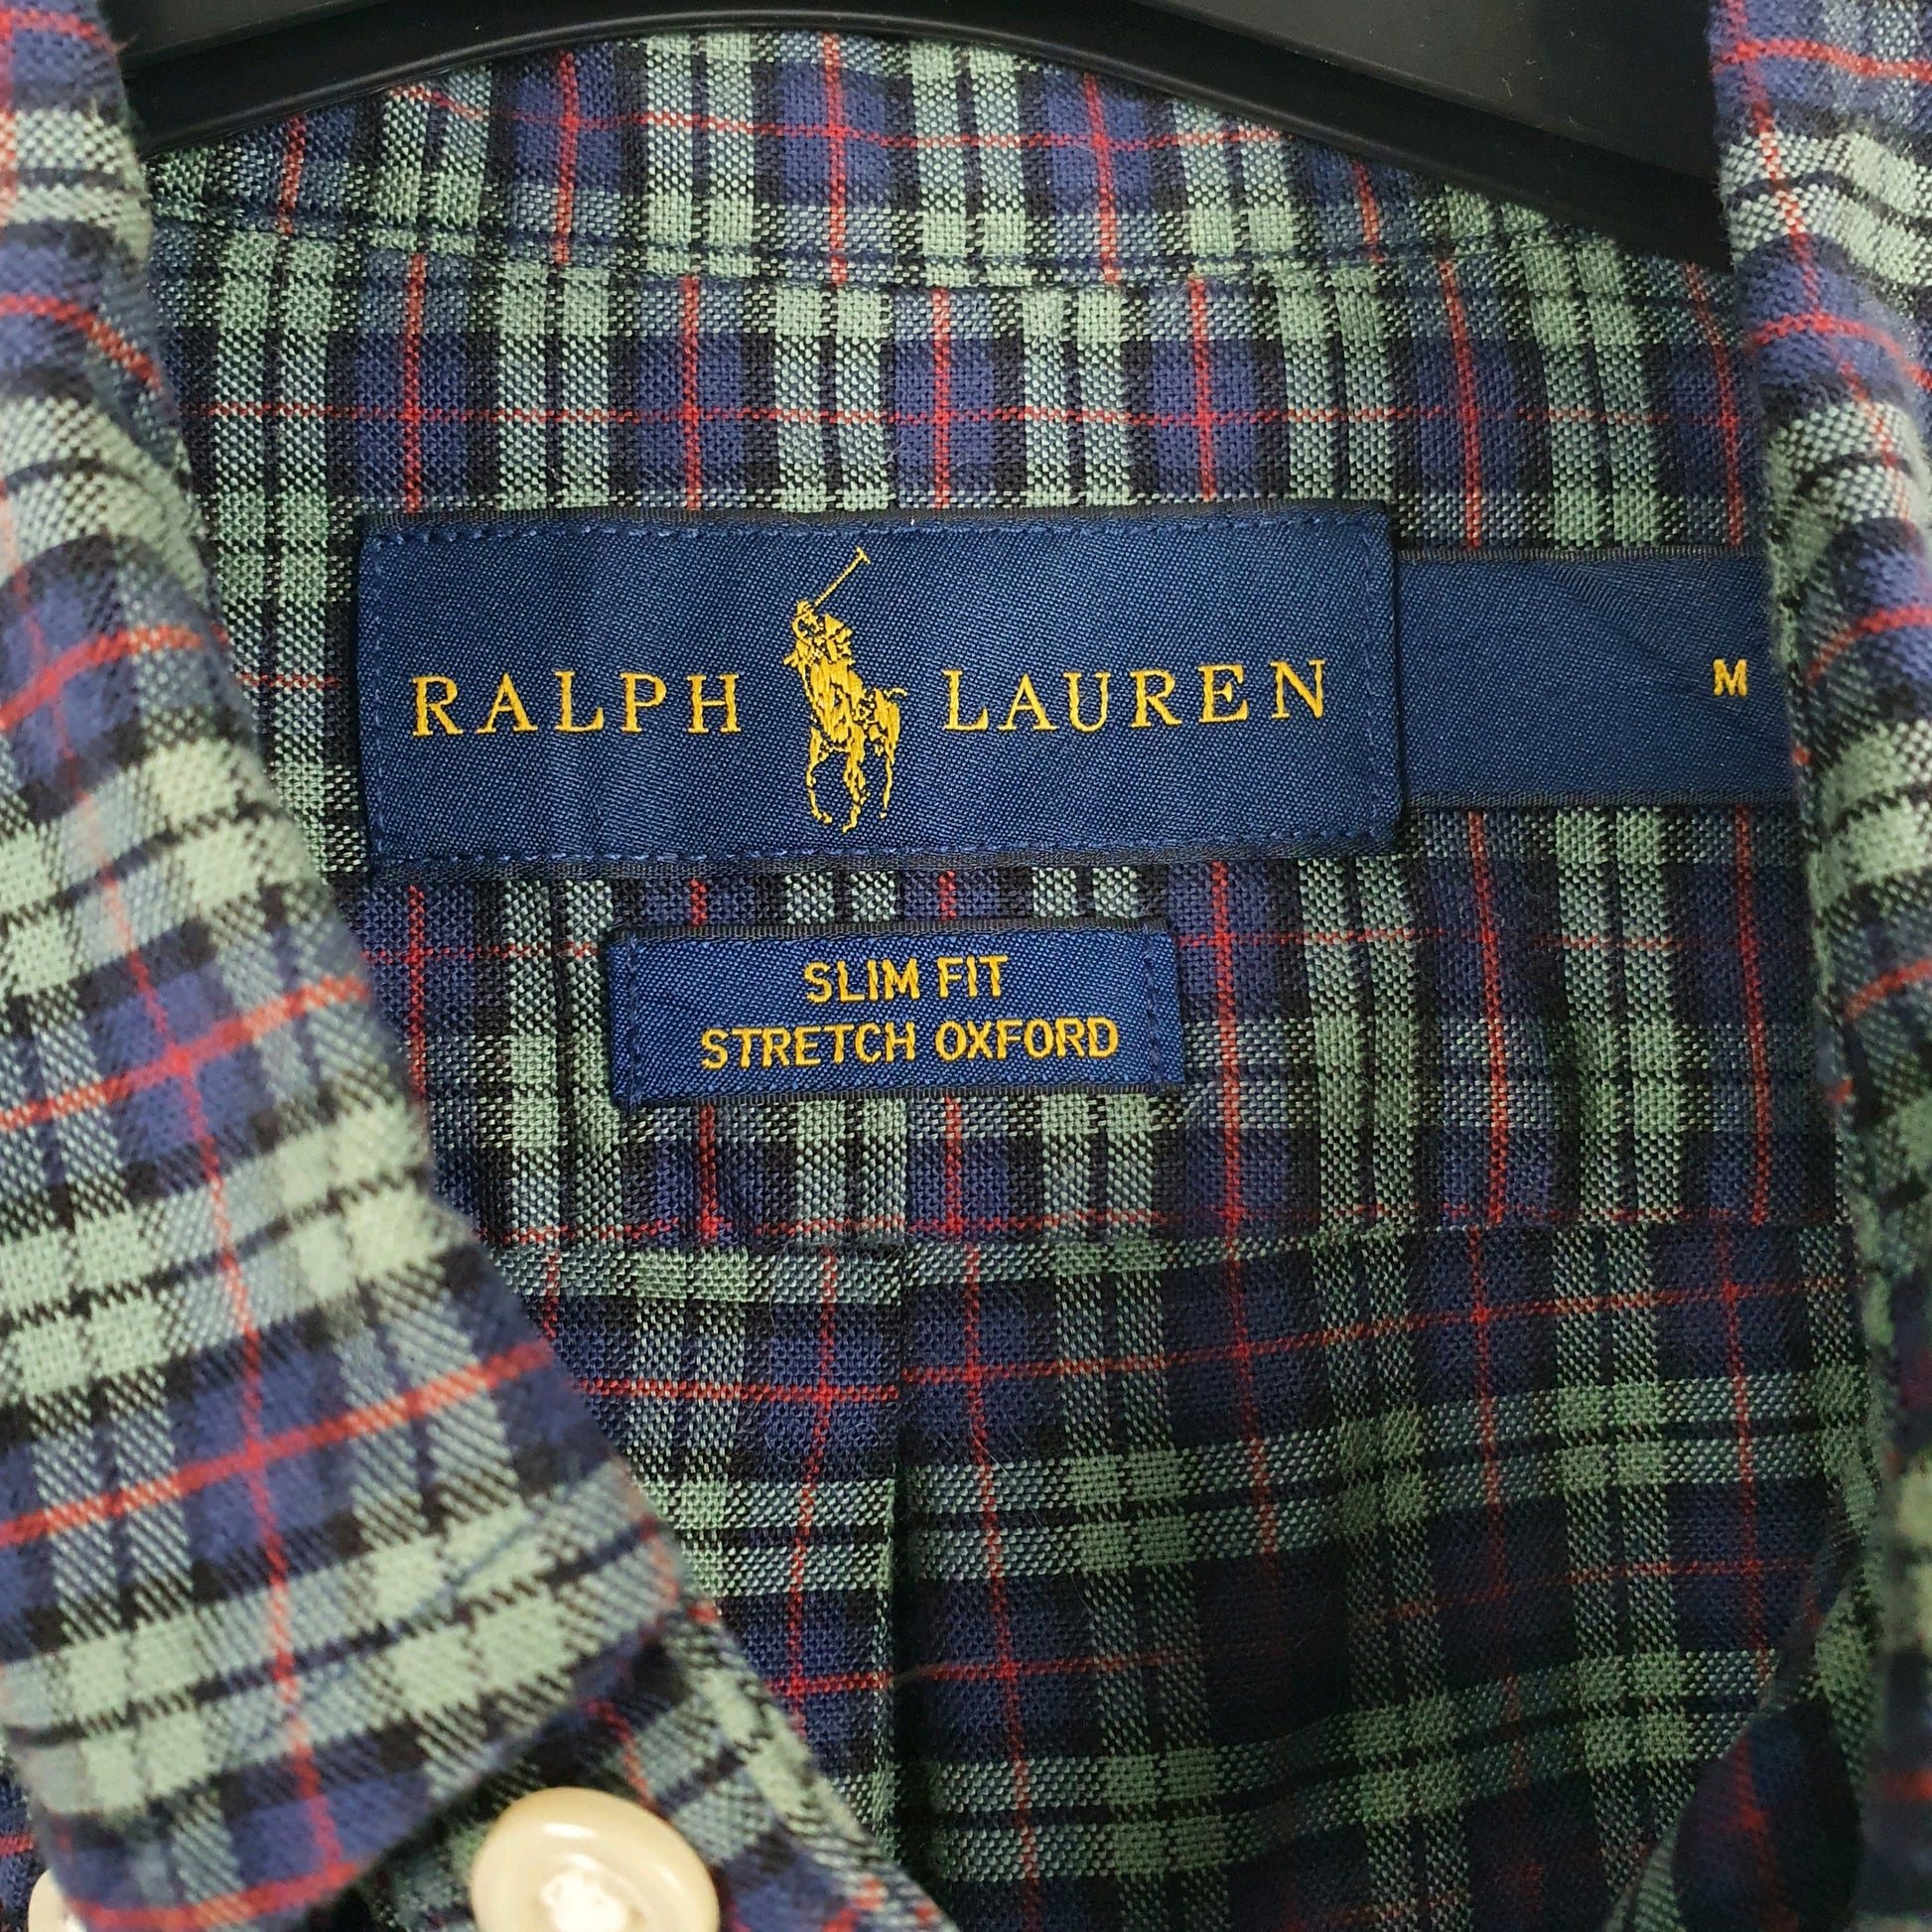 RALPH LAUREN M
SLIM FIT
STRETCH OXFORD